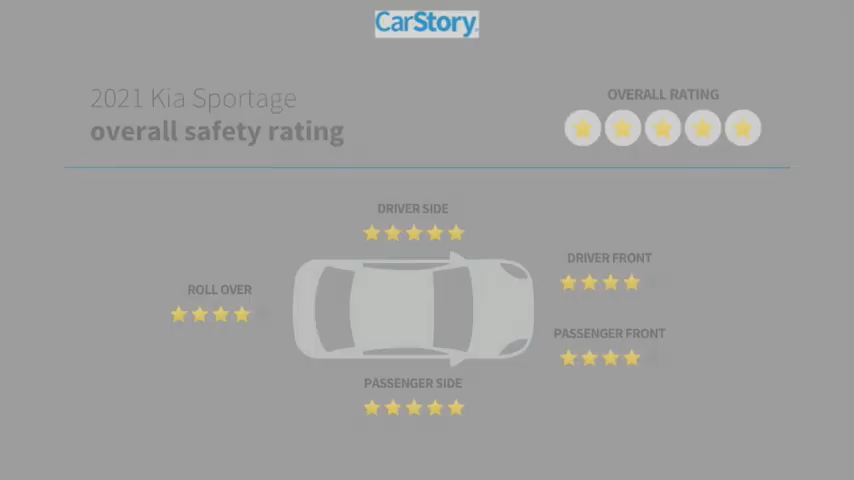 CarStory
2021 Kia Sportage
overall safety rating
OVERALL RATING
DRIVER SIDE
DRIVER FRONT
ROLL OVER
PASSENGER FRONT
PASSENGER SIDE